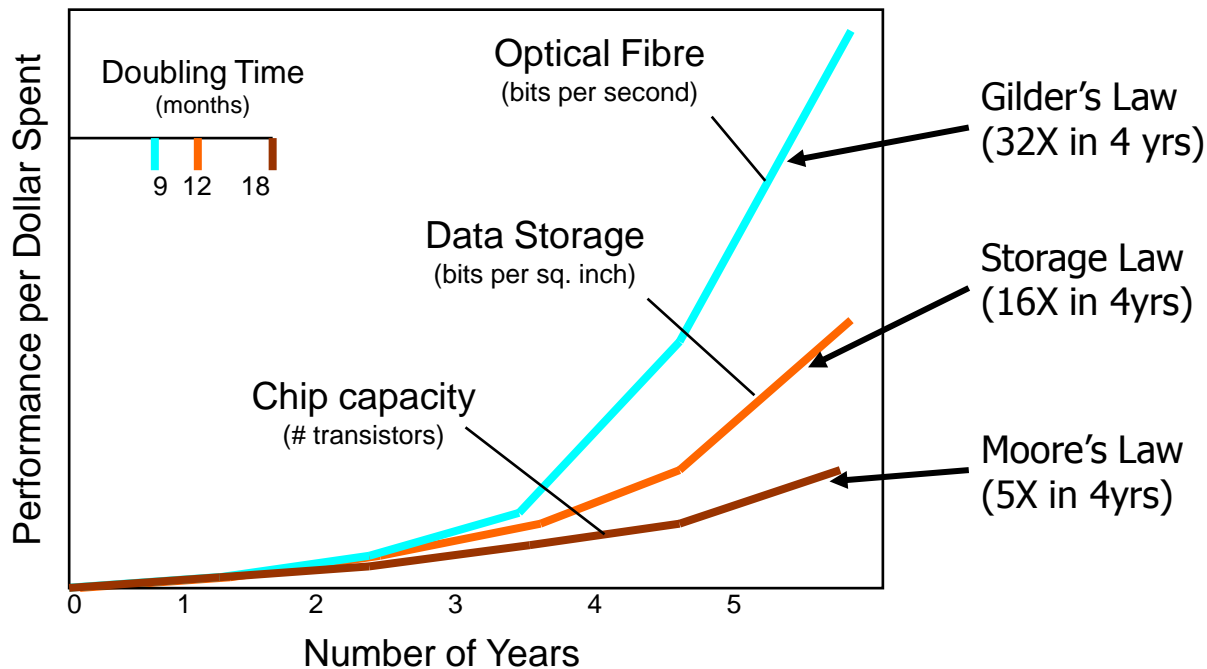 Performance per Dollar Spent
Doubling Time
(months)
9 12 18
Optical Fibre
(bits per second)
Gilder’s Law
(32X in 4 yrs)
Data Storage
(bits per sq. inch)
Storage Law
(16X in 4yrs)
Chip capacity
(# transistors)
Moore’s Law
(5X in 4yrs)
0 1 2 3 4 5
Number of Years